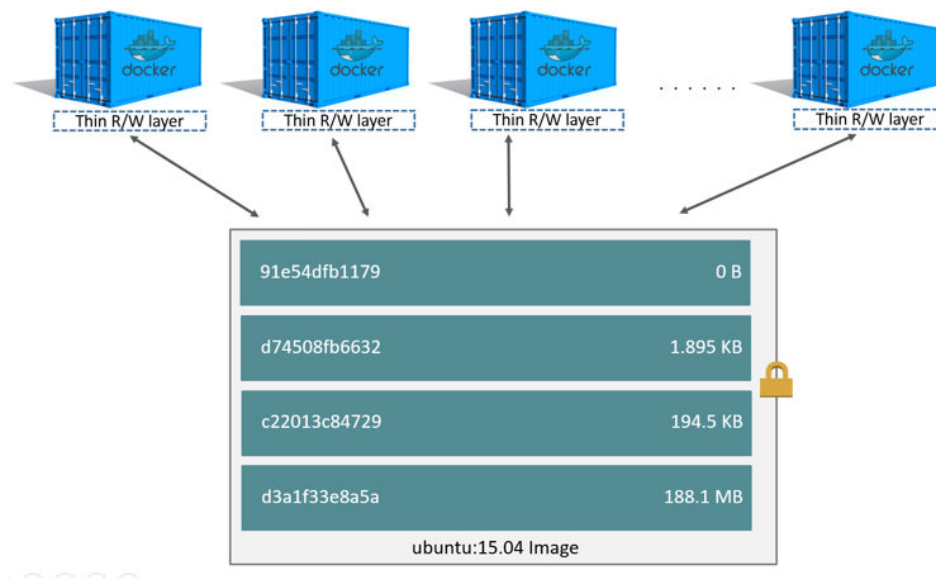 docker docker docker docker
. . . . . .
Thin R/W layer Thin R/W layer Thin R/W layer Thin R/W layer
91e54dfb1179 0 B
d74508fb6632 1.895 KB
c22013c84729 194.5 KB
d3a1f33e8a5a 188.1 MB
ubuntu:15.04 Image